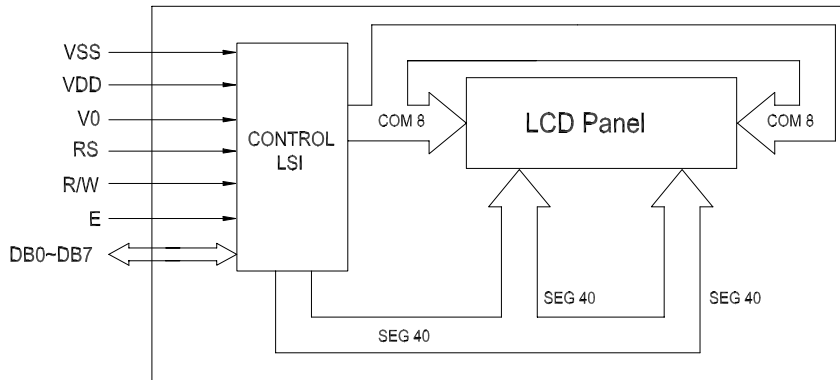 VSS
VDD
V0
RS
R/W
E
DB0~DB7
CONTROL
LSI
COM 8
LCD Panel
COM 8
SEG 40
SEG 40
SEG 40